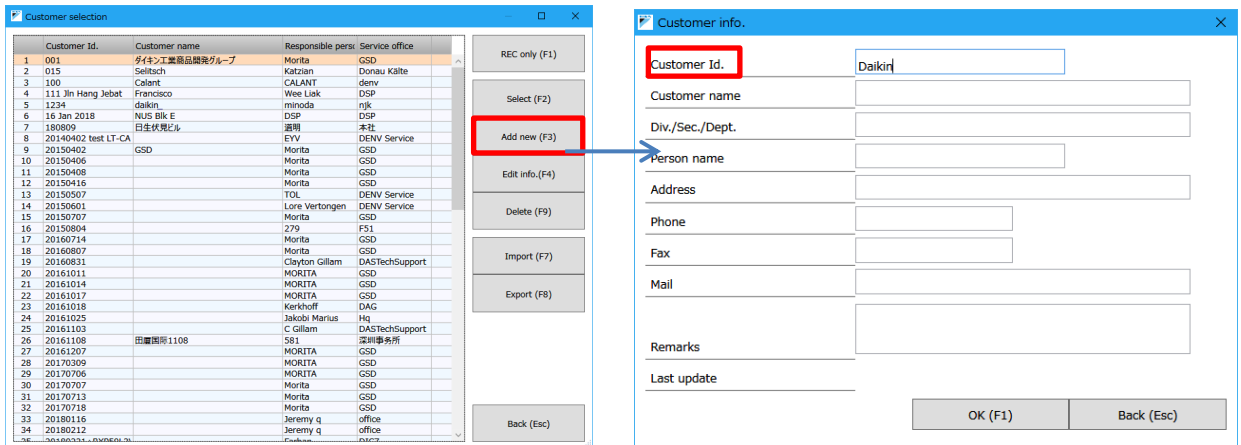 Customer selection
Customer Id. Customer name Responsible perso Service office
1 001 ダイキン工業商品開発グループ Morita GSD
2 015 Selitsch Katzian Donau Kälte
3 100 Calant CALANT denv
4 111 Jln Hang Jebat Francisco Wee Liak DSP
5 1234 daikin_ minoda njk
6 16 Jan 2018 NUS Blk E DSP DSP
7 180809 日生伏見ビル 道明 本社
8 20140402 test LT-CA EYV DENV Service
9 20150402 GSD Morita GSD
10 20150406 Morita GSD
11 20150408 Morita GSD
12 20150416 Morita GSD
13 20150507 TOL DENV Service
14 20150601 Lore Vertongen DENV Service
15 20150707 Morita GSD
16 20150804 279 F51
17 20160714 Morita GSD
18 20160807 Morita GSD
19 20160831 Clayton Gillam DASTechSupport
20 20161011 MORITA GSD
21 20161014 MORITA GSD
22 20161017 MORITA GSD
23 20161018 Kerkhoff DAG
24 20161025 Jakobi Marius Hq
25 20161103 C Gillam DASTechSupport
26 20161108 田厦国际1108 581 深圳事务所
27 20161207 MORITA GSD
28 20170309 MORITA GSD
29 20170706 MORITA GSD
30 20170707 Morita GSD
31 20170713 Morita GSD
32 20170718 Morita GSD
33 20180116 Jeremy q office
34 20180212 Jeremy q office
REC only (F1)
Select (F2)
Add new (F3)
Edit info.(F4)
Delete (F9)
Import (F7)
Export (F8)
Back (Esc)
Customer info.
Customer Id. Daikin
Customer name
Div./Sec./Dept.
Person name
Address
Phone
Fax
Mail
Remarks
Last update
OK (F1) Back (Esc)